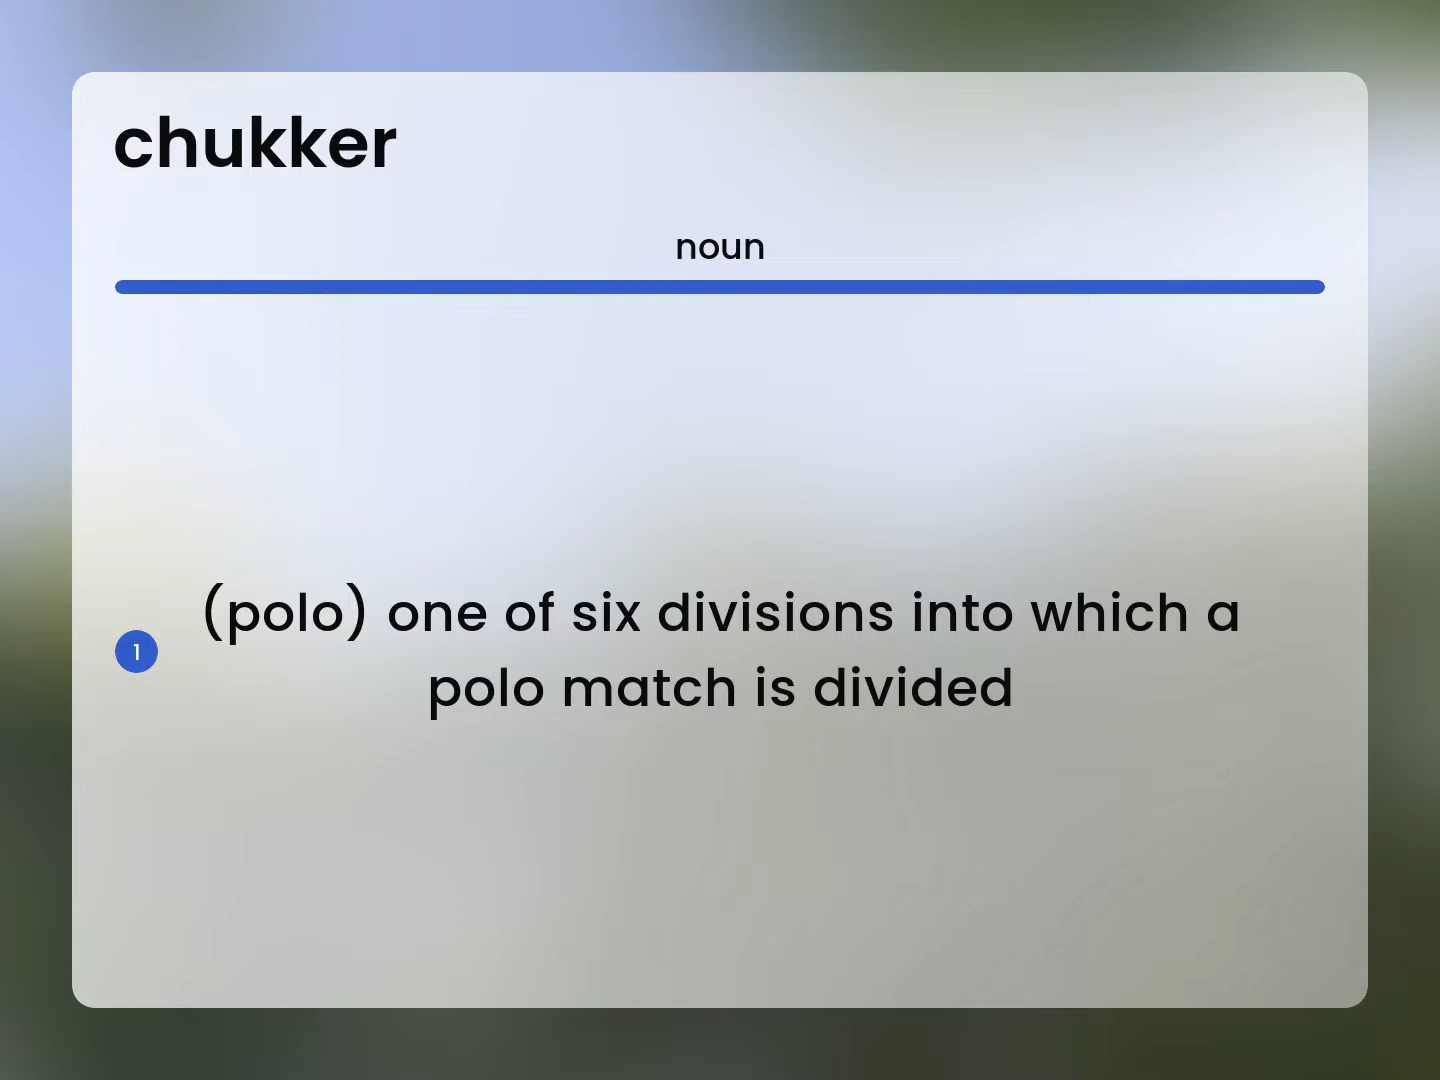 chukker
noun
1
(polo) one of six divisions into which a
polo match is divided